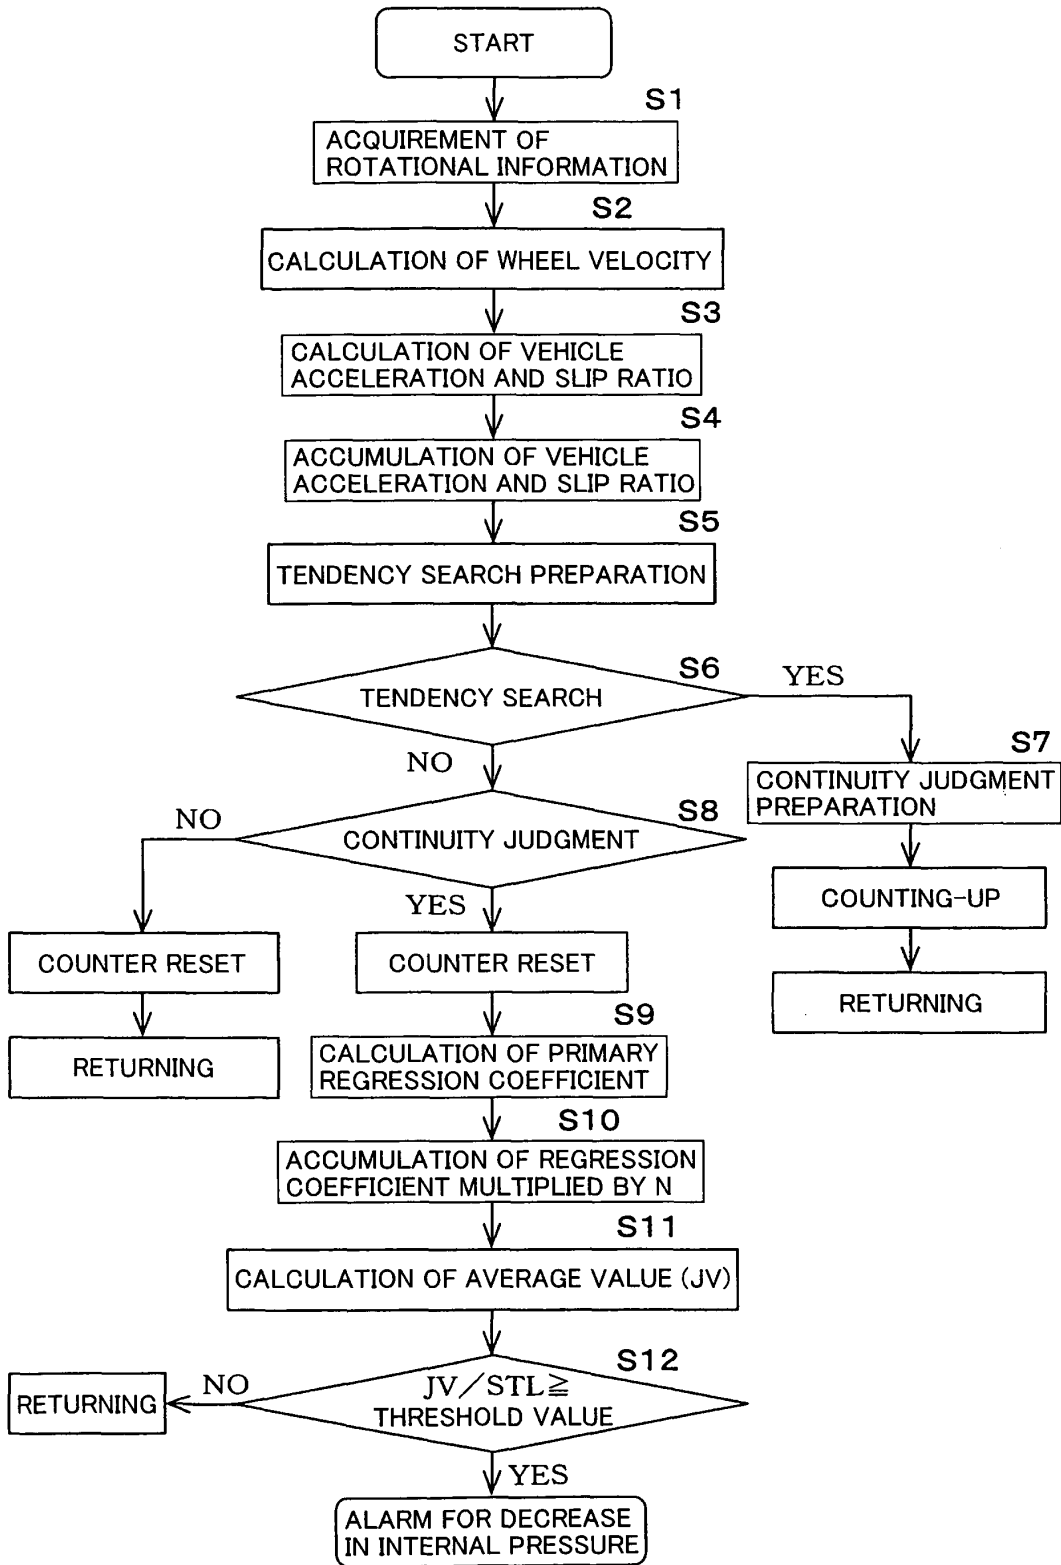 START
S1
ACQUIREMENT OF
ROTATIONAL INFORMATION
S2
CALCULATION OF WHEEL VELOCITY
S3
CALCULATION OF VEHICLE
ACCELERATION AND SLIP RATIO
S4
ACCUMULATION OF VEHICLE
ACCELERATION AND SLIP RATIO
S5
TENDENCY SEARCH PREPARATION
S6
TENDENCY SEARCH
YES
NO
S7
CONTINUITY JUDGMENT
PREPARATION
COUNTING-UP
RETURNING
S8
CONTINUITY JUDGMENT
NO
YES
COUNTER RESET
RETURNING
COUNTER RESET
S9
CALCULATION OF PRIMARY
REGRESSION COEFFICIENT
S10
ACCUMULATION OF REGRESSION
COEFFICIENT MULTIPLIED BY N
S11
CALCULATION OF AVERAGE VALUE (JV)
S12
JV/STL≧
THRESHOLD VALUE
NO
RETURNING
YES
ALARM FOR DECREASE
IN INTERNAL PRESSURE